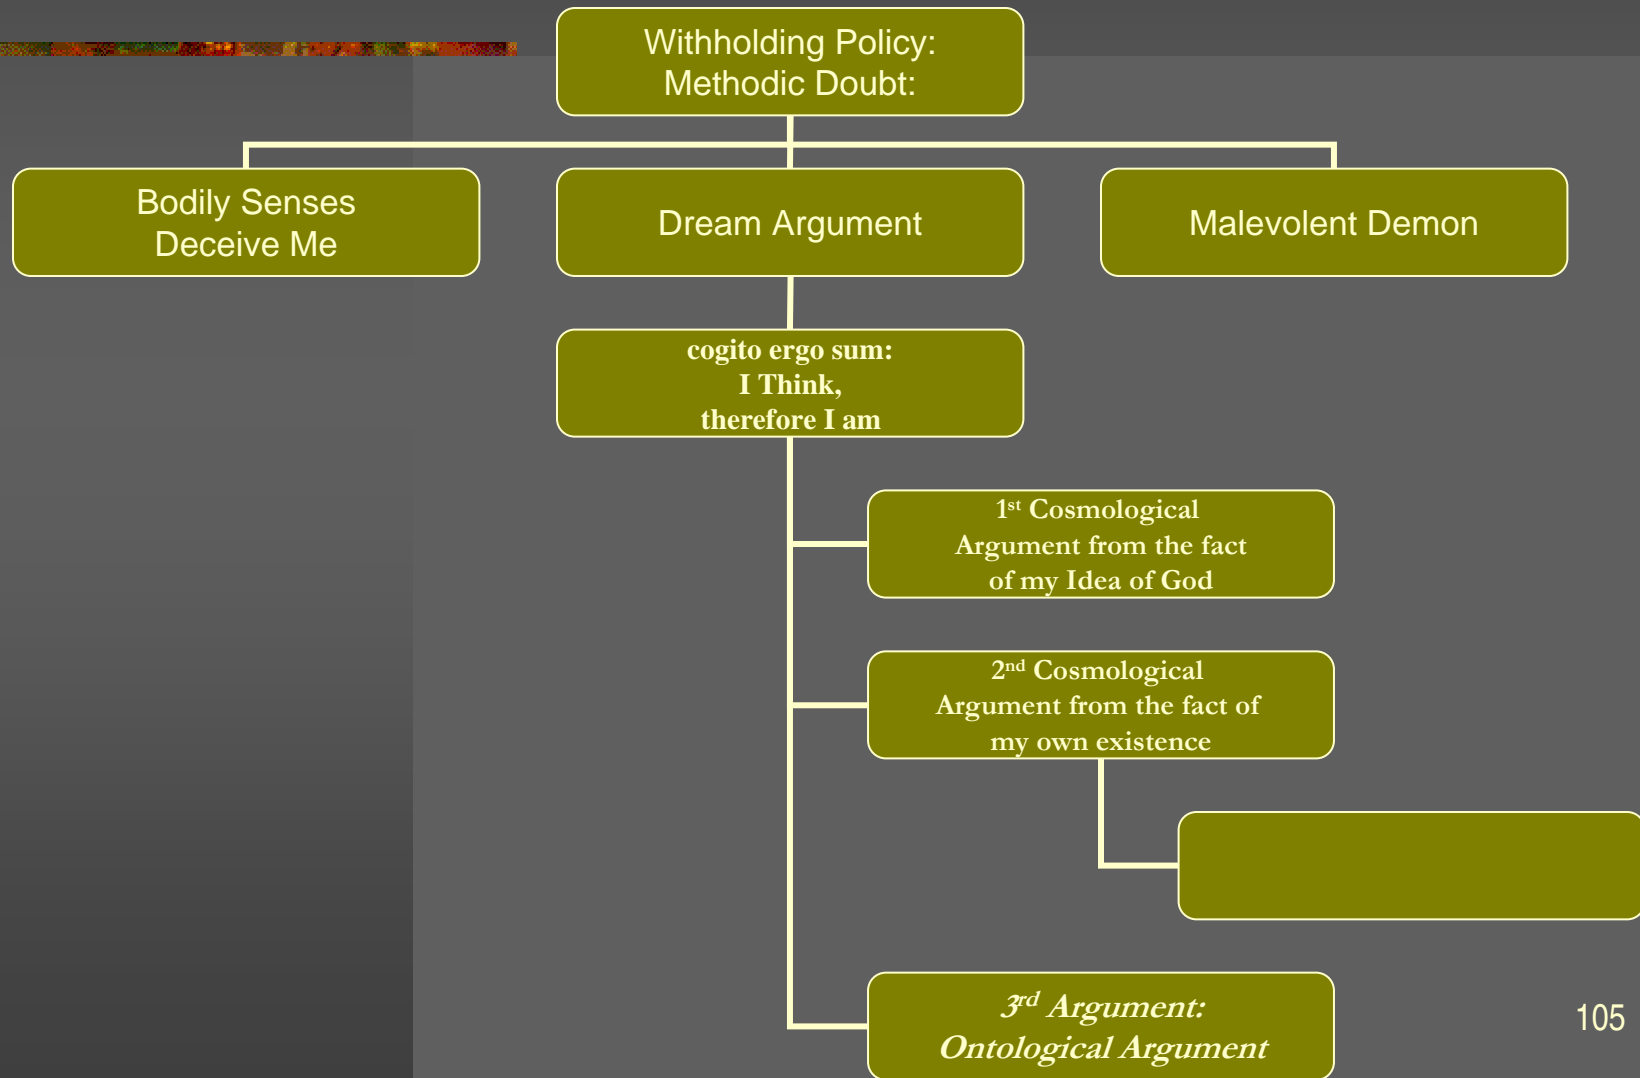 Withholding Policy:
Methodic Doubt:
Bodily Senses
Deceive Me
Dream Argument
Malevolent Demon
cogito ergo sum:
I Think,
therefore I am
1st Cosmological
Argument from the fact
of my Idea of God
2nd Cosmological
Argument from the fact of
my own existence
3rd Argument:
Ontological Argument
105